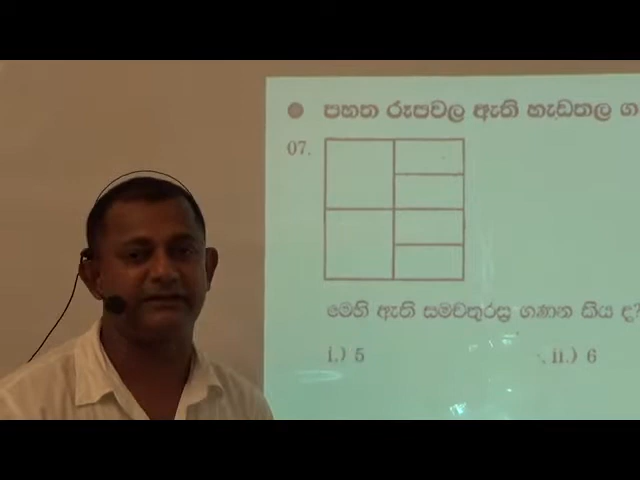 ● පහත රූපවල ඇති හැඩතල ග
07.
මෙහි ඇති සමචතුරස්‍ර ගණන කීය ද?
i.) 5 ii.) 6